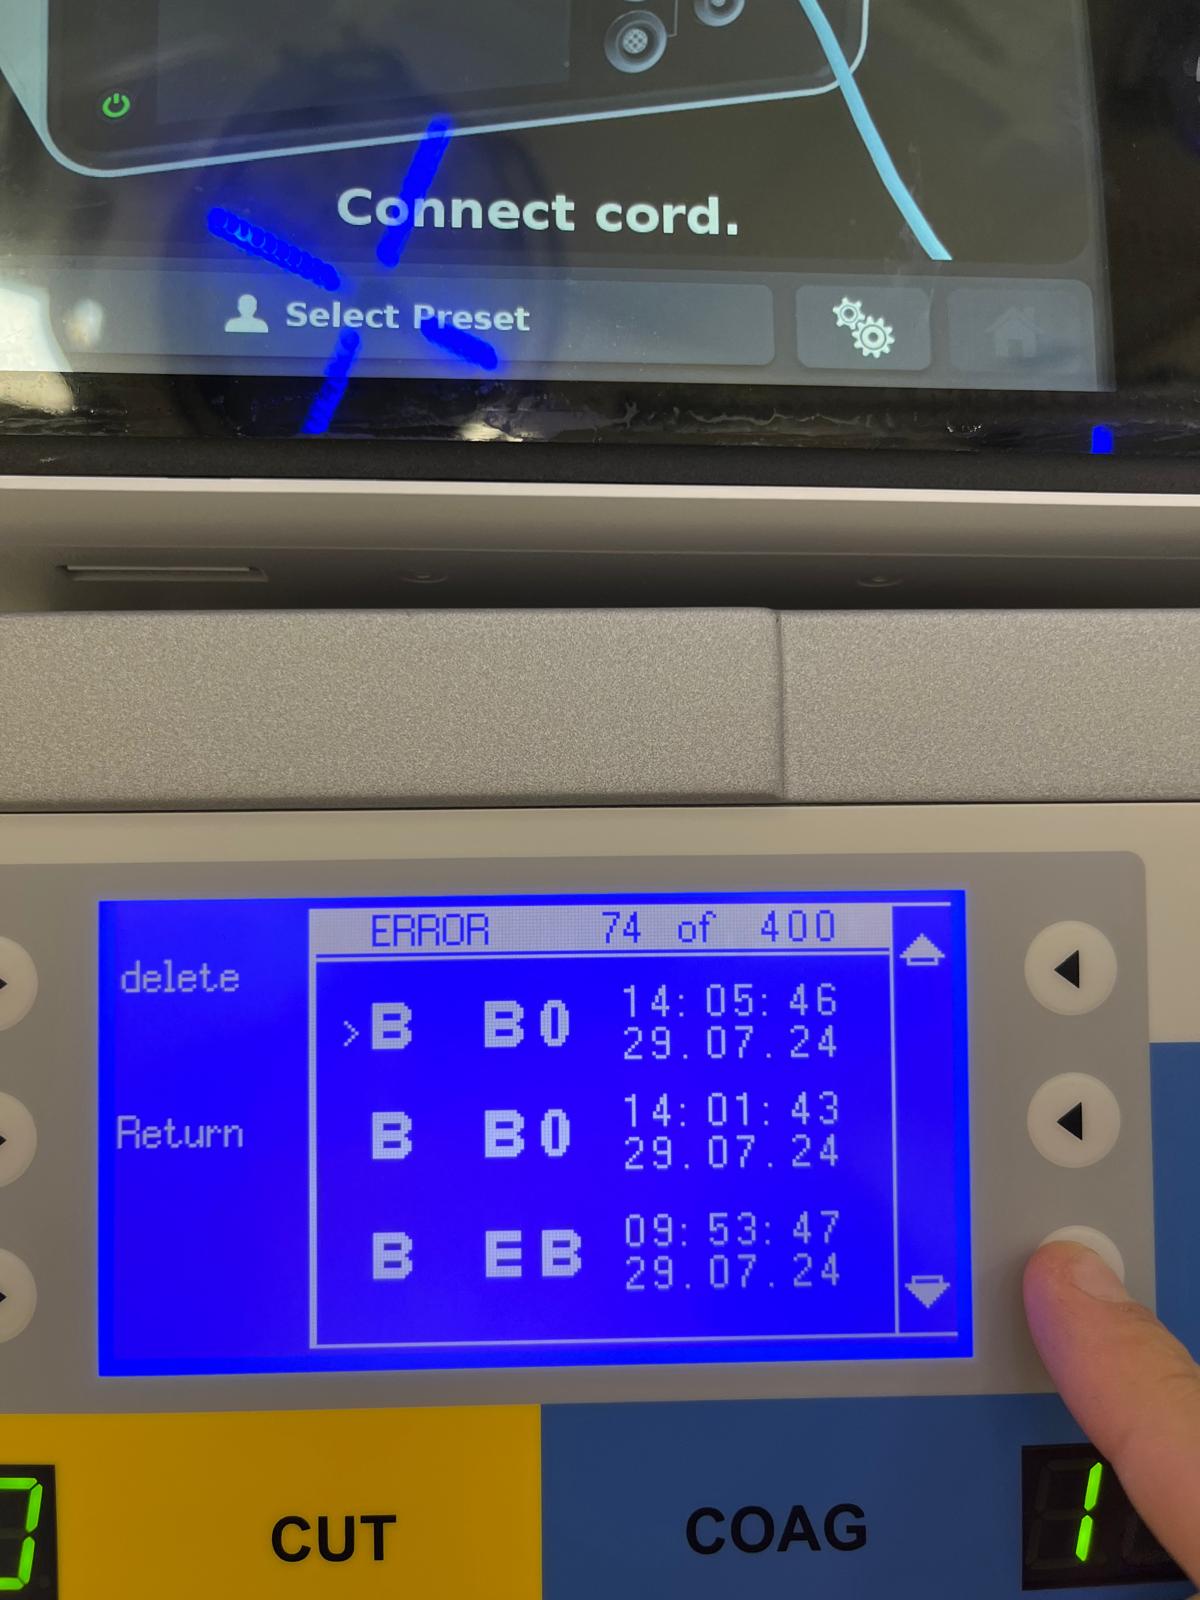 Connect cord.
Select Preset
ERROR 74 of 400
delete
>B B0 14:05:46
29.07.24
Return
B B0 14:01:43
29.07.24
B EB 09:53:47
29.07.24
CUT
COAG
1